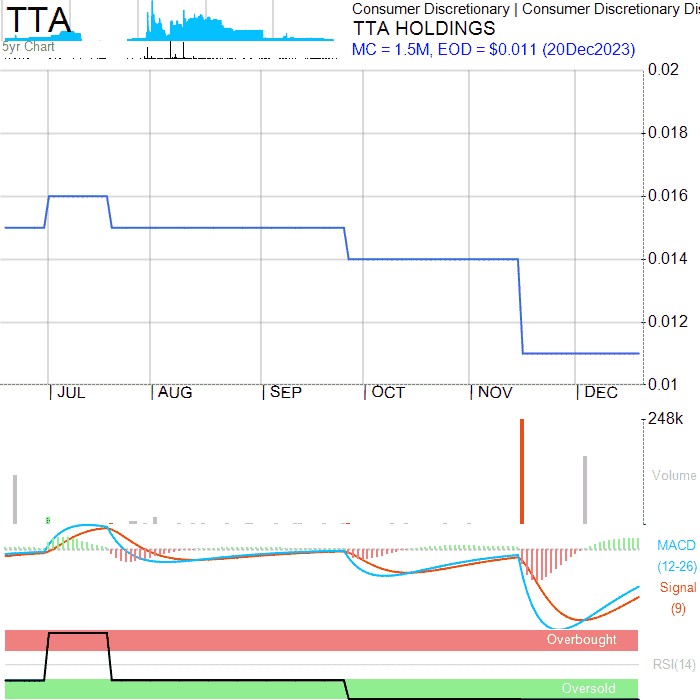 TTA
Consumer Discretionary | Consumer Discretionary Dis
TTA HOLDINGS
5yr Chart
MC = 1.5M, EOD = $0.011 (20Dec2023)
0.02
0.018
0.016
0.014
0.012
0.01
JUL
AUG
SEP
OCT
NOV
DEC
248k
Volume
MACD
(12-26)
Signal
(9)
Overbought
RSI(14)
Oversold